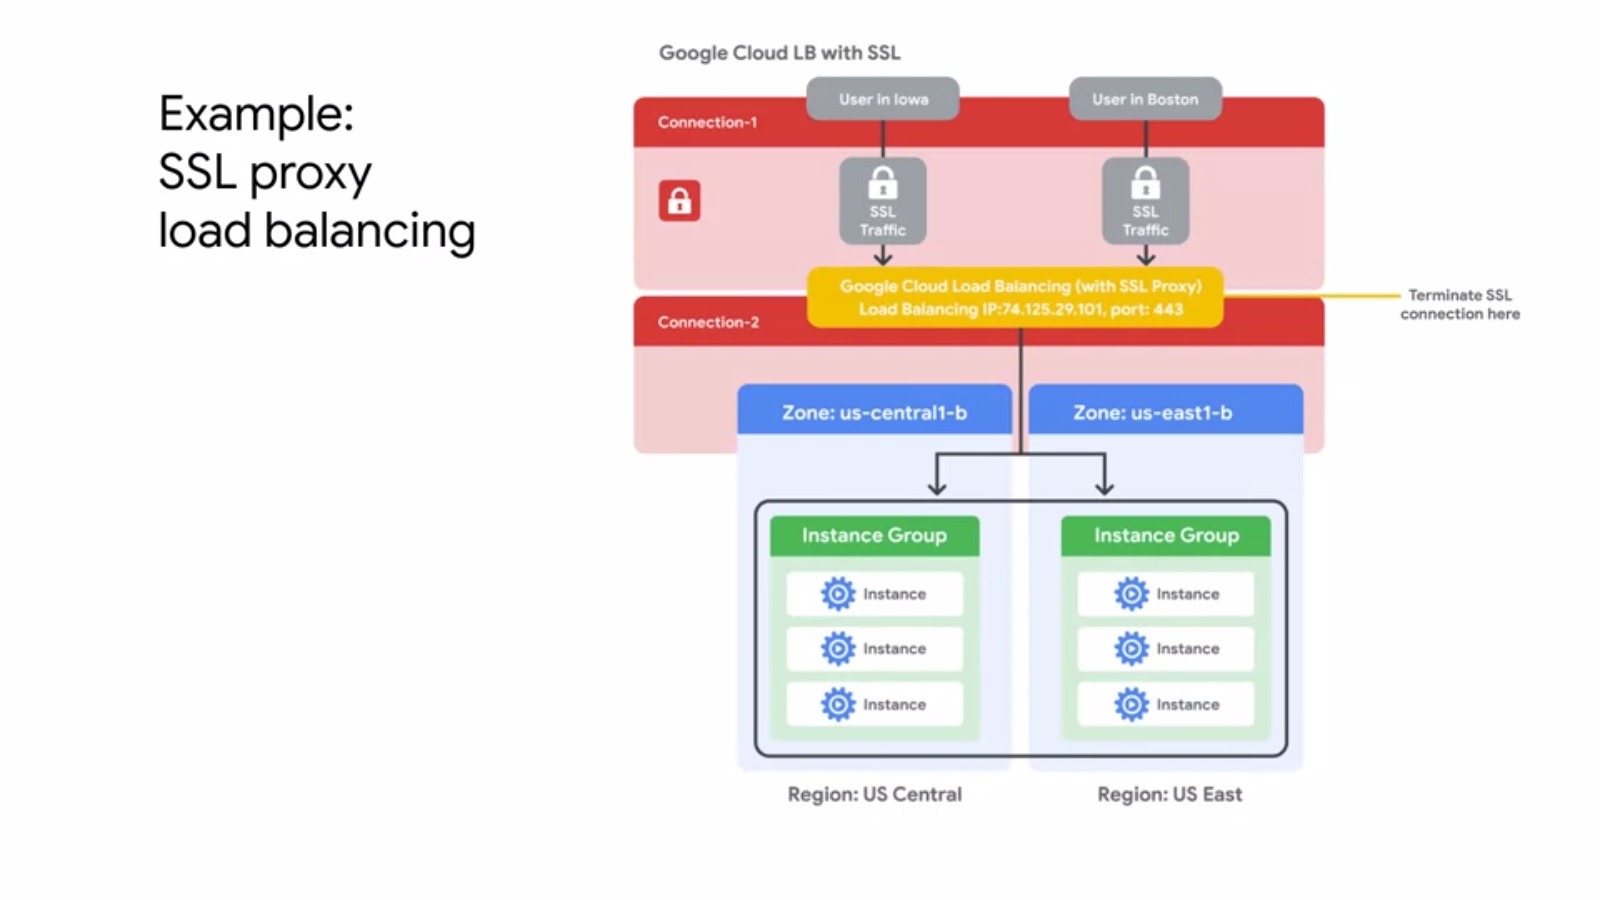 Example:
SSL proxy
load balancing
Google Cloud LB with SSL
User in Iowa
User in Boston
Connection-1
SSL
Traffic
SSL
Traffic
Google Cloud Load Balancing (with SSL Proxy)
Load Balancing IP:74.125.29.101, port: 443
Terminate SSL
connection here
Connection-2
Zone: us-central1-b
Zone: us-east1-b
Instance Group
Instance Group
Instance
Instance
Instance
Instance
Instance
Instance
Region: US Central
Region: US East